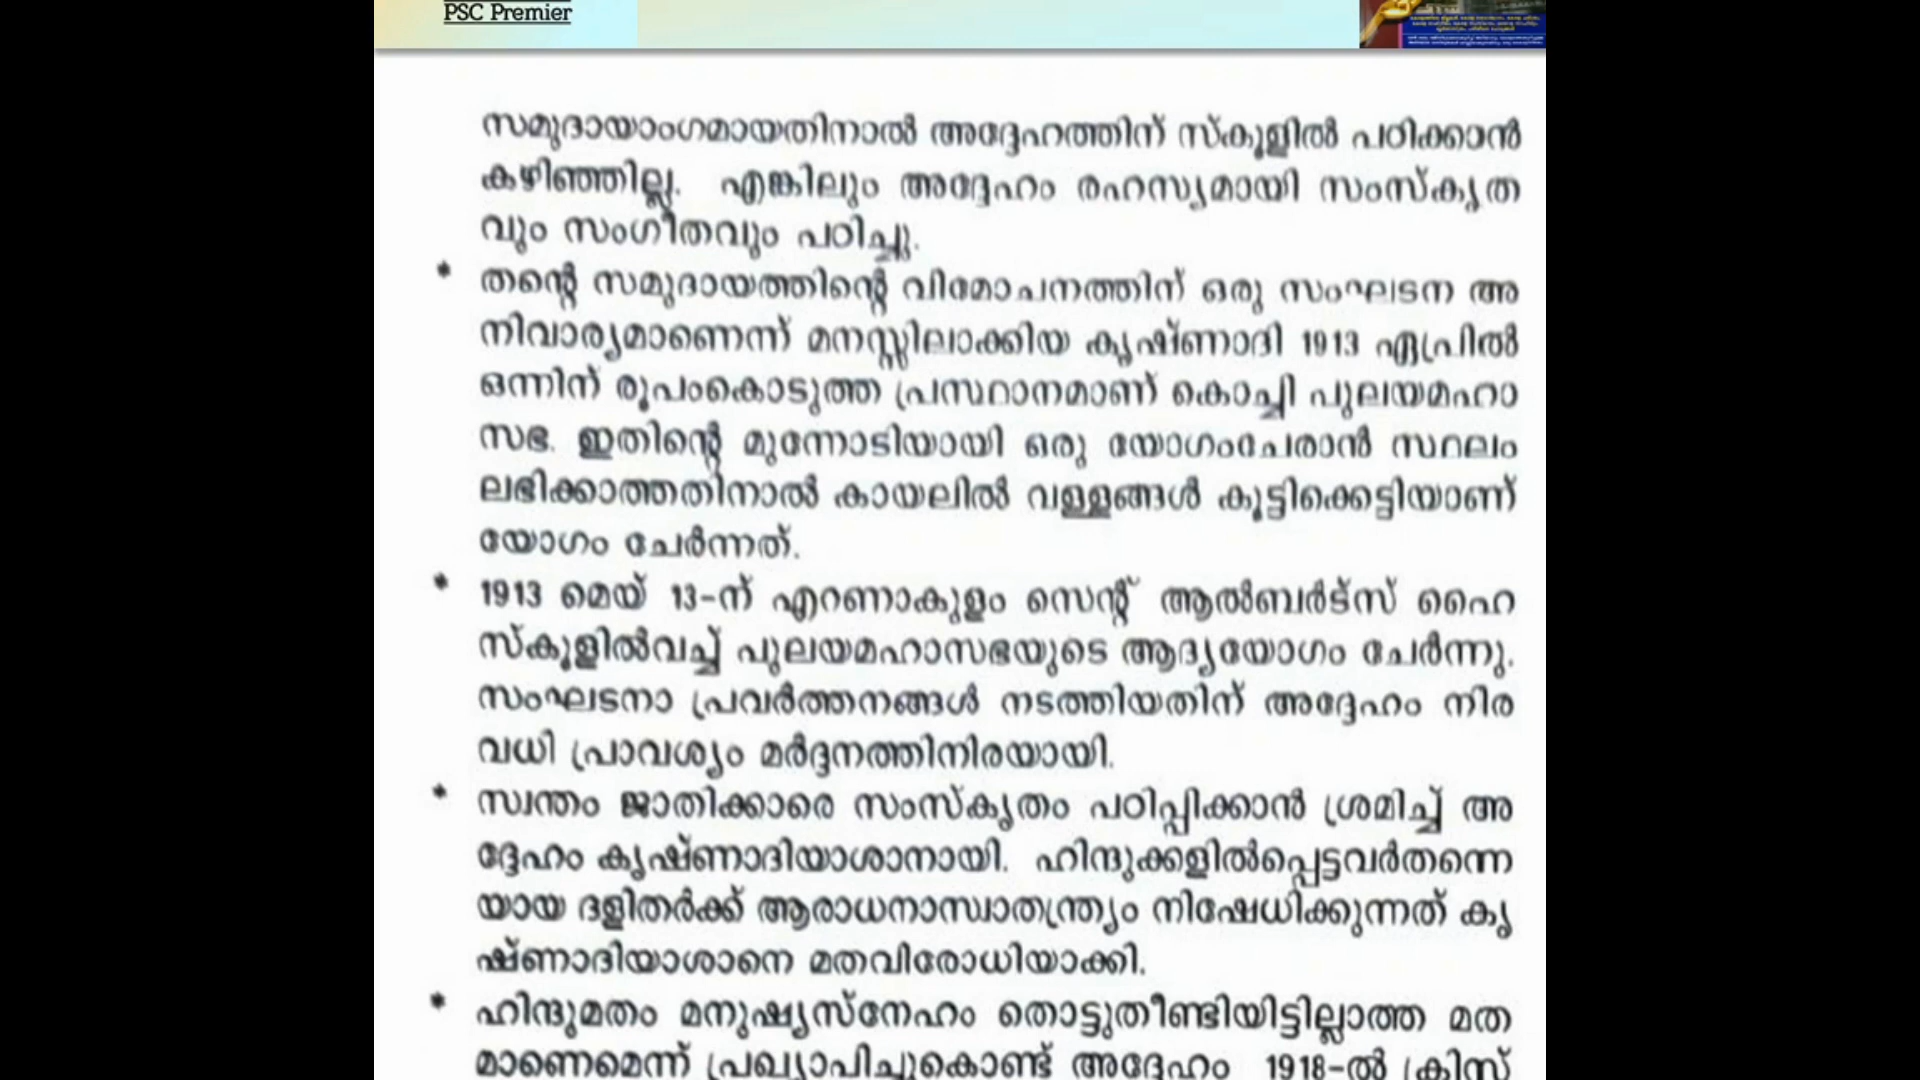 PSC Premier
സമുദായാംഗമായതിനാൽ അദ്ദേഹത്തിന് സ്കൂളിൽ പഠിക്കാൻ
കഴിഞ്ഞില്ല. എങ്കിലും അദ്ദേഹം രഹസ്യമായി സംസ്കൃത
വും സംഗീതവും പഠിച്ചു.
* തന്റെ സമുദായത്തിന്റെ വിമോചനത്തിന് ഒരു സംഘടന അ
നിവാര്യമാണെന്ന് മനസ്സിലാക്കിയ കൃഷ്ണാദി 1913 ഏപ്രിൽ
ഒന്നിന് രൂപംകൊടുത്ത പ്രസ്ഥാനമാണ് കൊച്ചി പുലയമഹാ
സഭ. ഇതിന്റെ മുന്നോടിയായി ഒരു യോഗംചേരാൻ സ്ഥലം
ലഭിക്കാത്തതിനാൽ കായലിൽ വള്ളങ്ങൾ കൂട്ടിക്കെട്ടിയാണ്
യോഗം ചേർന്നത്.
* 1913 മെയ് 13-ന് എറണാകുളം സെന്റ് ആൽബർട്സ് ഹൈ
സ്കൂളിൽവച്ച് പുലയമഹാസഭയുടെ ആദ്യയോഗം ചേർന്നു.
സംഘടനാ പ്രവർത്തനങ്ങൾ നടത്തിയതിന് അദ്ദേഹം നിര
വധി പ്രാവശ്യം മർദ്ദനത്തിനിരയായി.
* സ്വന്തം ജാതിക്കാരെ സംസ്കൃതം പഠിപ്പിക്കാൻ ശ്രമിച്ച് അ
ദ്ദേഹം കൃഷ്ണാദിയാശാനായി. ഹിന്ദുക്കളിൽപ്പെട്ടവർതന്നെ
യായ ദളിതർക്ക് ആരാധനാസ്വാതന്ത്ര്യം നിഷേധിക്കുന്നത് കൃ
ഷ്ണാദിയാശാനെ മതവിരോധിയാക്കി.
* ഹിന്ദുമതം മനുഷ്യസ്നേഹം തൊട്ടുതീണ്ടിയിട്ടില്ലാത്ത മത
മാണെമെന്ന് പ്രഖ്യാപിച്ചുകൊണ്ട് അദ്ദേഹം 1918-ൽ ക്രിസ്